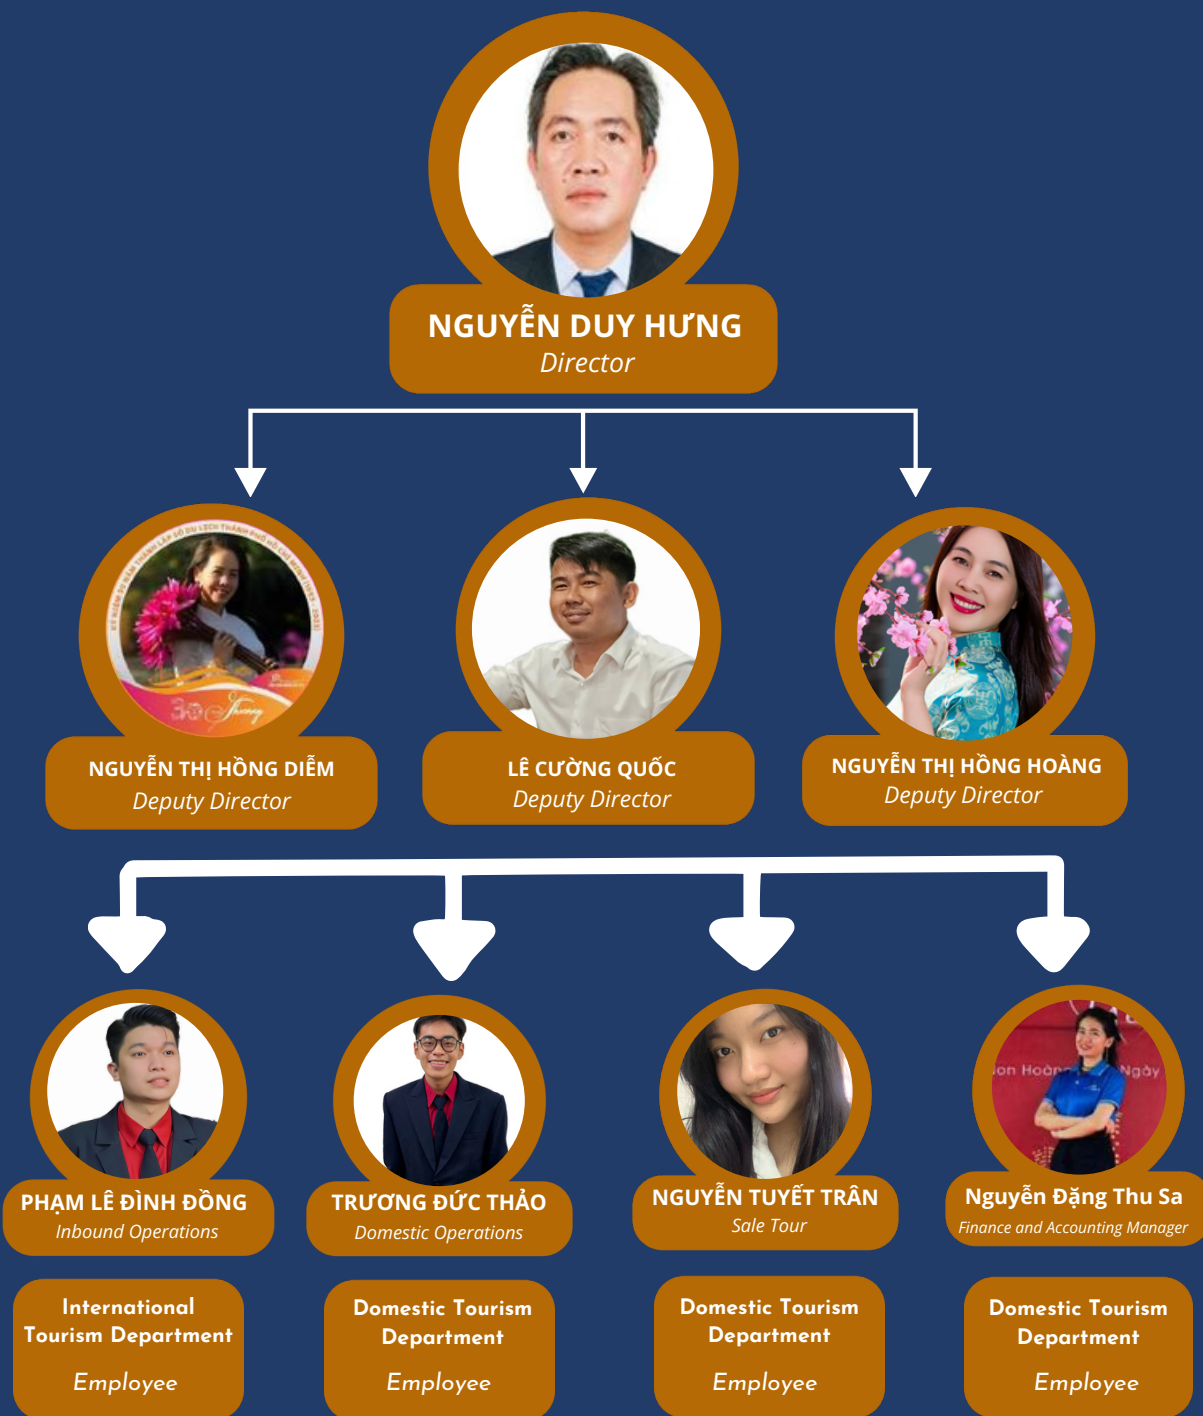 NGUYỄN DUY HƯNG
Director
30
NGUYỄN THỊ HỒNG DIỄM
Deputy Director
LÊ CƯỜNG QUỐC
Deputy Director
NGUYỄN THỊ HỒNG HOÀNG
Deputy Director
Hoàn
Ngày
PHẠM LÊ ĐÌNH ĐỒNG
Inbound Operations
TRƯƠNG ĐỨC THẢO
Domestic Operations
NGUYỄN TUYẾT TRÂN
Sale Tour
Nguyễn Đặng Thu Sa
Finance and Accounting Manager
International
Tourism Department
Employee
Domestic Tourism
Department
Employee
Domestic Tourism
Department
Employee
Domestic Tourism
Department
Employee